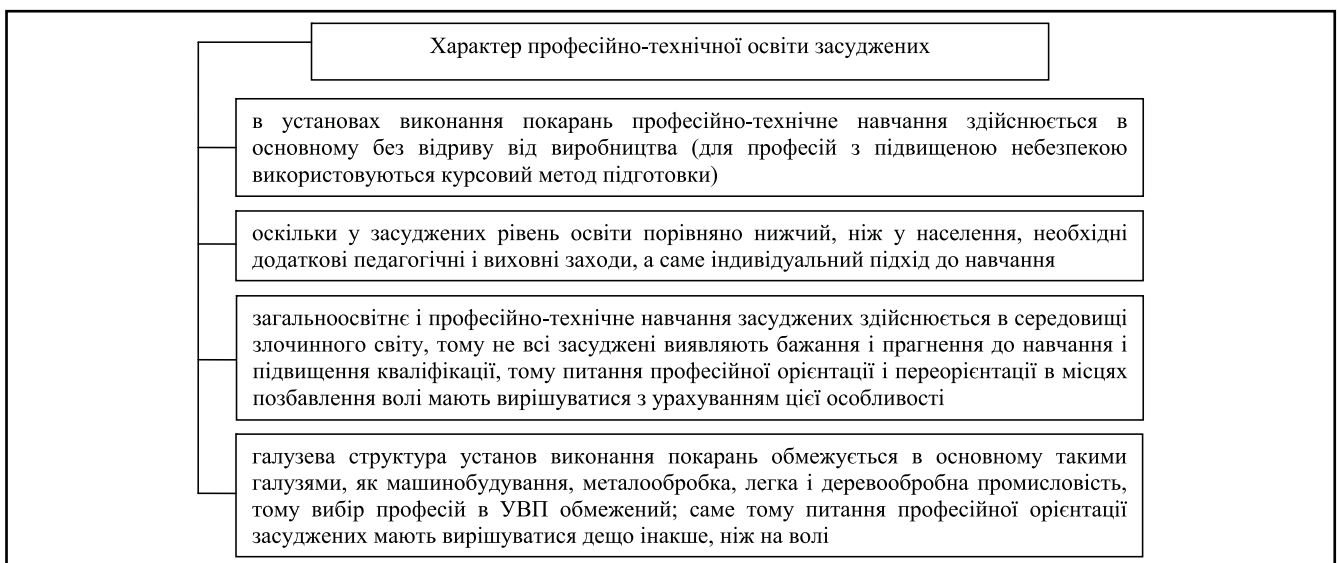 Характер професійно-технічної освіти засуджених
в установах виконання покарань професійно-технічне навчання здійснюється в
основному без відриву від виробництва (для професій з підвищеною небезпекою
використовуються курсовий метод підготовки)
оскільки у засуджених рівень освіти порівняно нижчий, ніж у населення, необхідні
додаткові педагогічні і виховні заходи, а саме індивідуальний підхід до навчання
загальноосвітнє і професійно-технічне навчання засуджених здійснюється в середовищі
злочинного світу, тому не всі засуджені виявляють бажання і прагнення до навчання і
підвищення кваліфікації, тому питання професійної орієнтації і переорієнтації в місцях
позбавлення волі мають вирішуватися з урахуванням цієї особливості
галузева структура установ виконання покарань обмежується в основному такими
галузями, як машинобудування, металообробка, легка і деревообробна промисловість,
тому вибір професій в УВП обмежений; саме тому питання професійної орієнтації
засуджених мають вирішуватися дещо інакше, ніж на волі